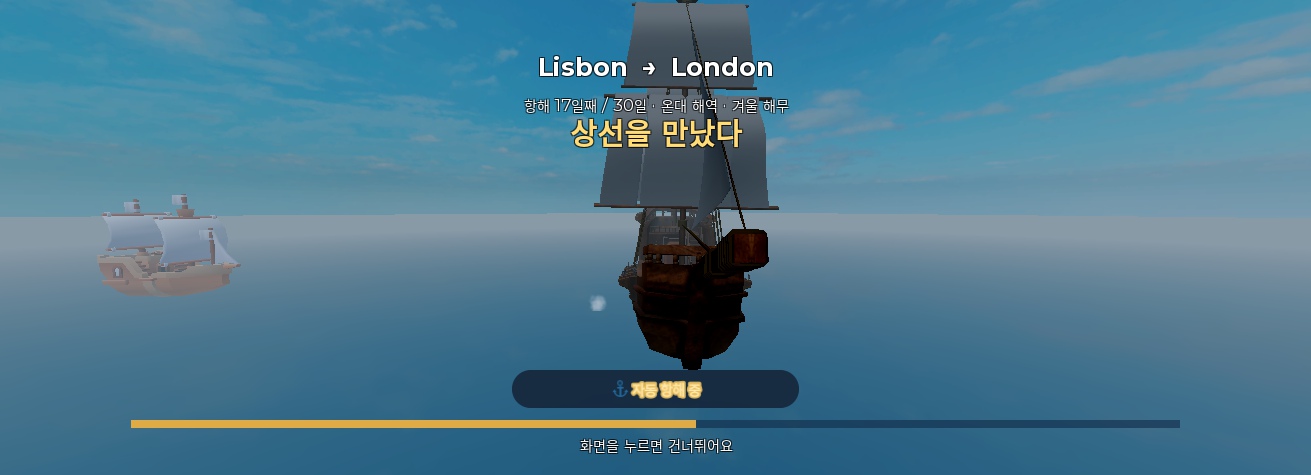 Lisbon → London
항해 17일째 / 30일 · 온대 해역 · 겨울 해무
상선을 만났다
자동 항해 중
화면을 누르면 건너뛰어요